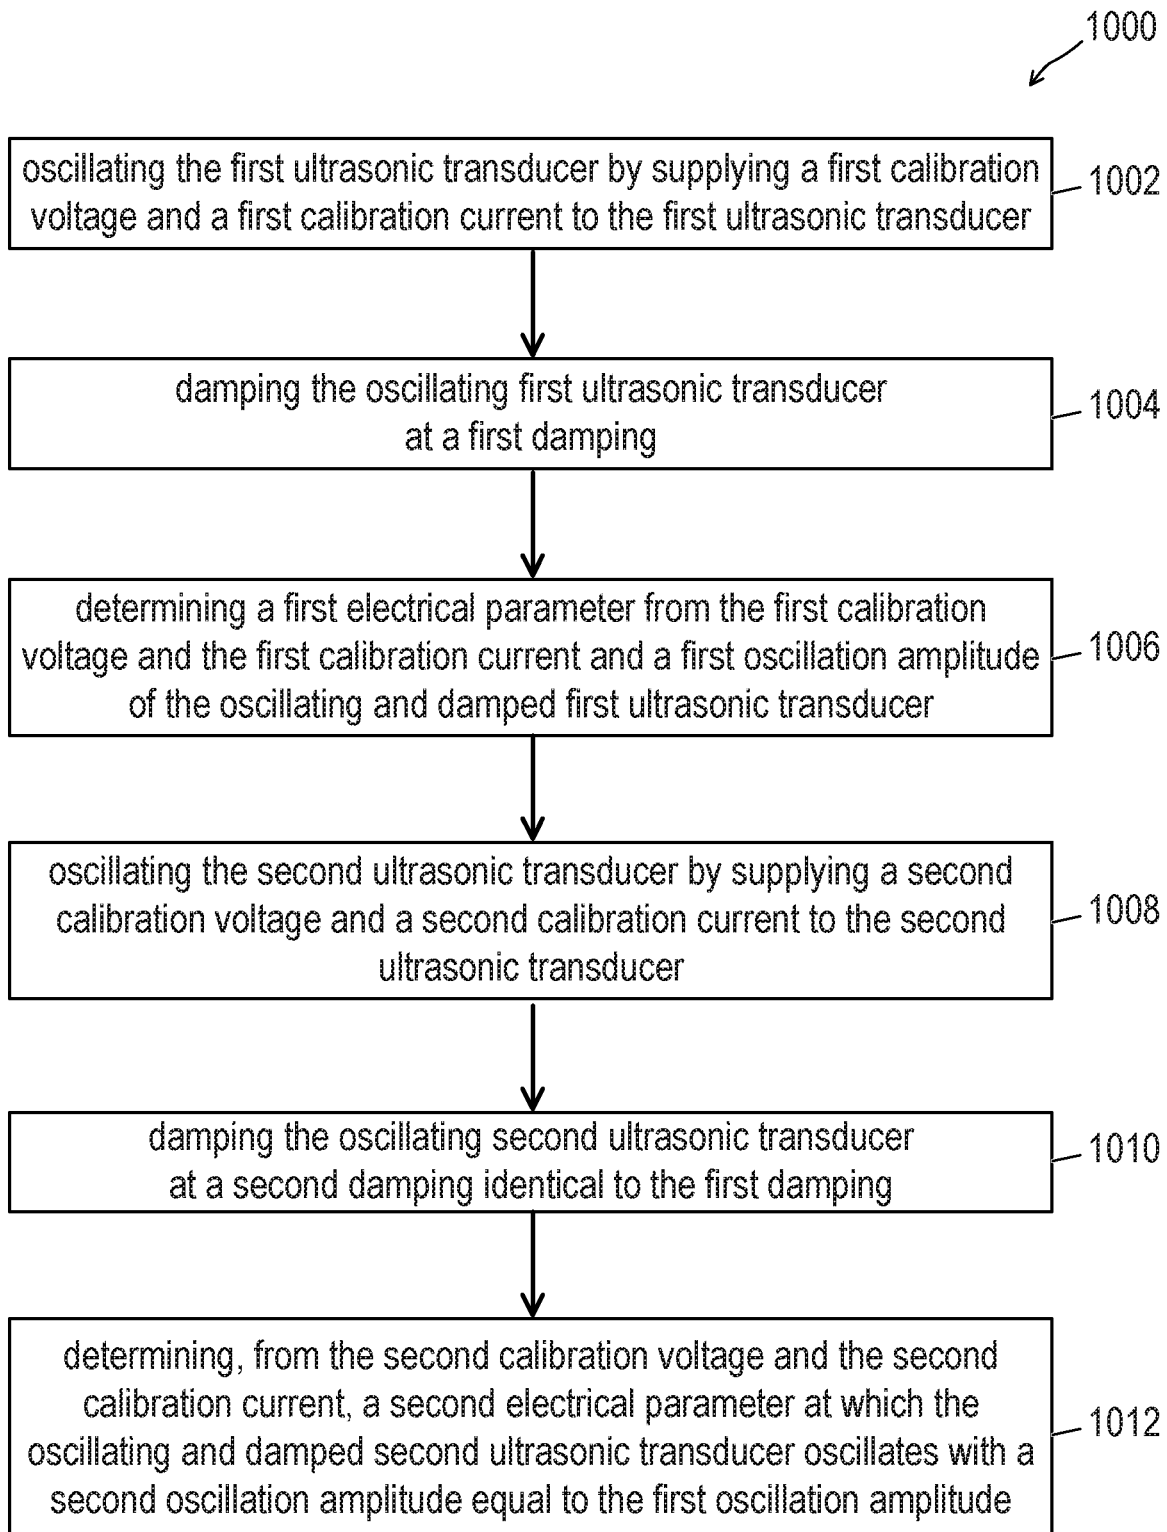 1000
oscillating the first ultrasonic transducer by supplying a first calibration
voltage and a first calibration current to the first ultrasonic transducer
1002
damping the oscillating first ultrasonic transducer
at a first damping
1004
determining a first electrical parameter from the first calibration
voltage and the first calibration current and a first oscillation amplitude
of the oscillating and damped first ultrasonic transducer
1006
oscillating the second ultrasonic transducer by supplying a second
calibration voltage and a second calibration current to the second
ultrasonic transducer
1008
damping the oscillating second ultrasonic transducer
at a second damping identical to the first damping
1010
determining, from the second calibration voltage and the second
calibration current, a second electrical parameter at which the
oscillating and damped second ultrasonic transducer oscillates with a
second oscillation amplitude equal to the first oscillation amplitude
1012